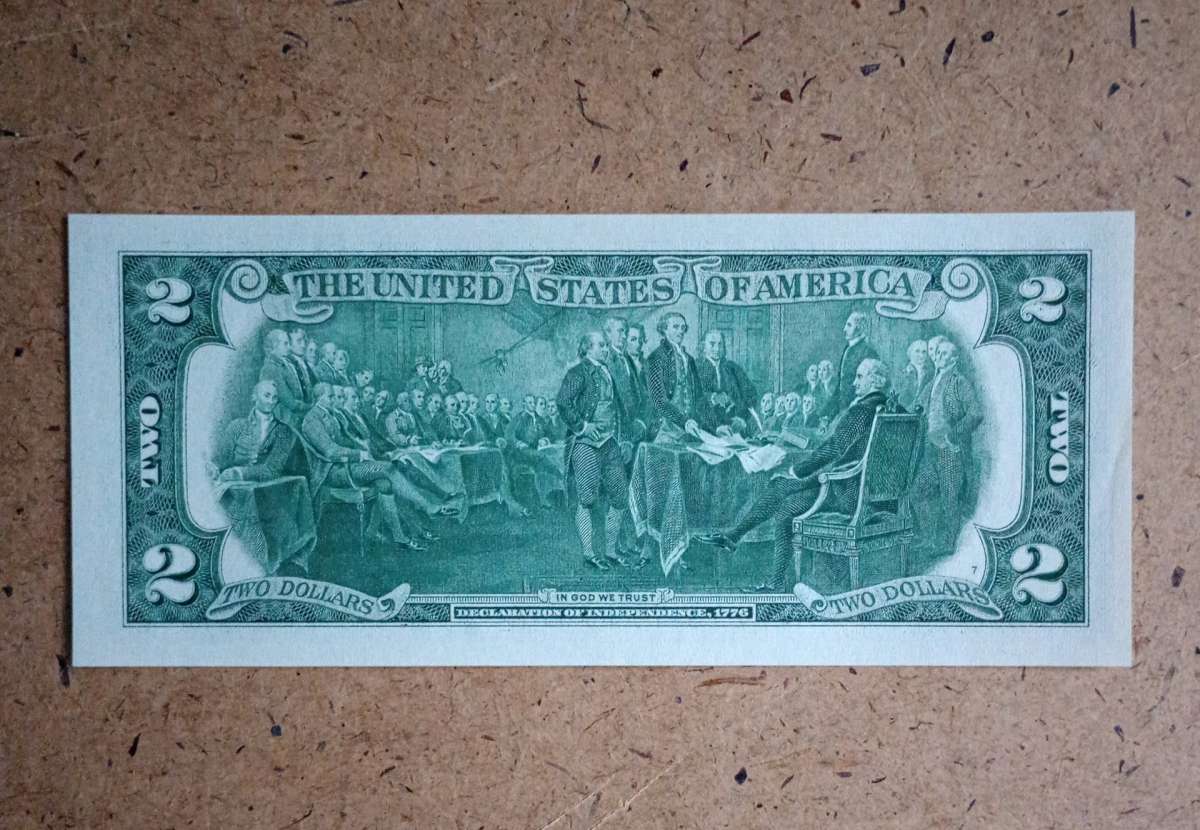 THE UNITED STATES OF AMERICA
2 2
TWO TWO
2 2
TWO DOLLARS TWO DOLLARS
7
IN GOD WE TRUST
DECLARATION OF INDEPENDENCE, 1776